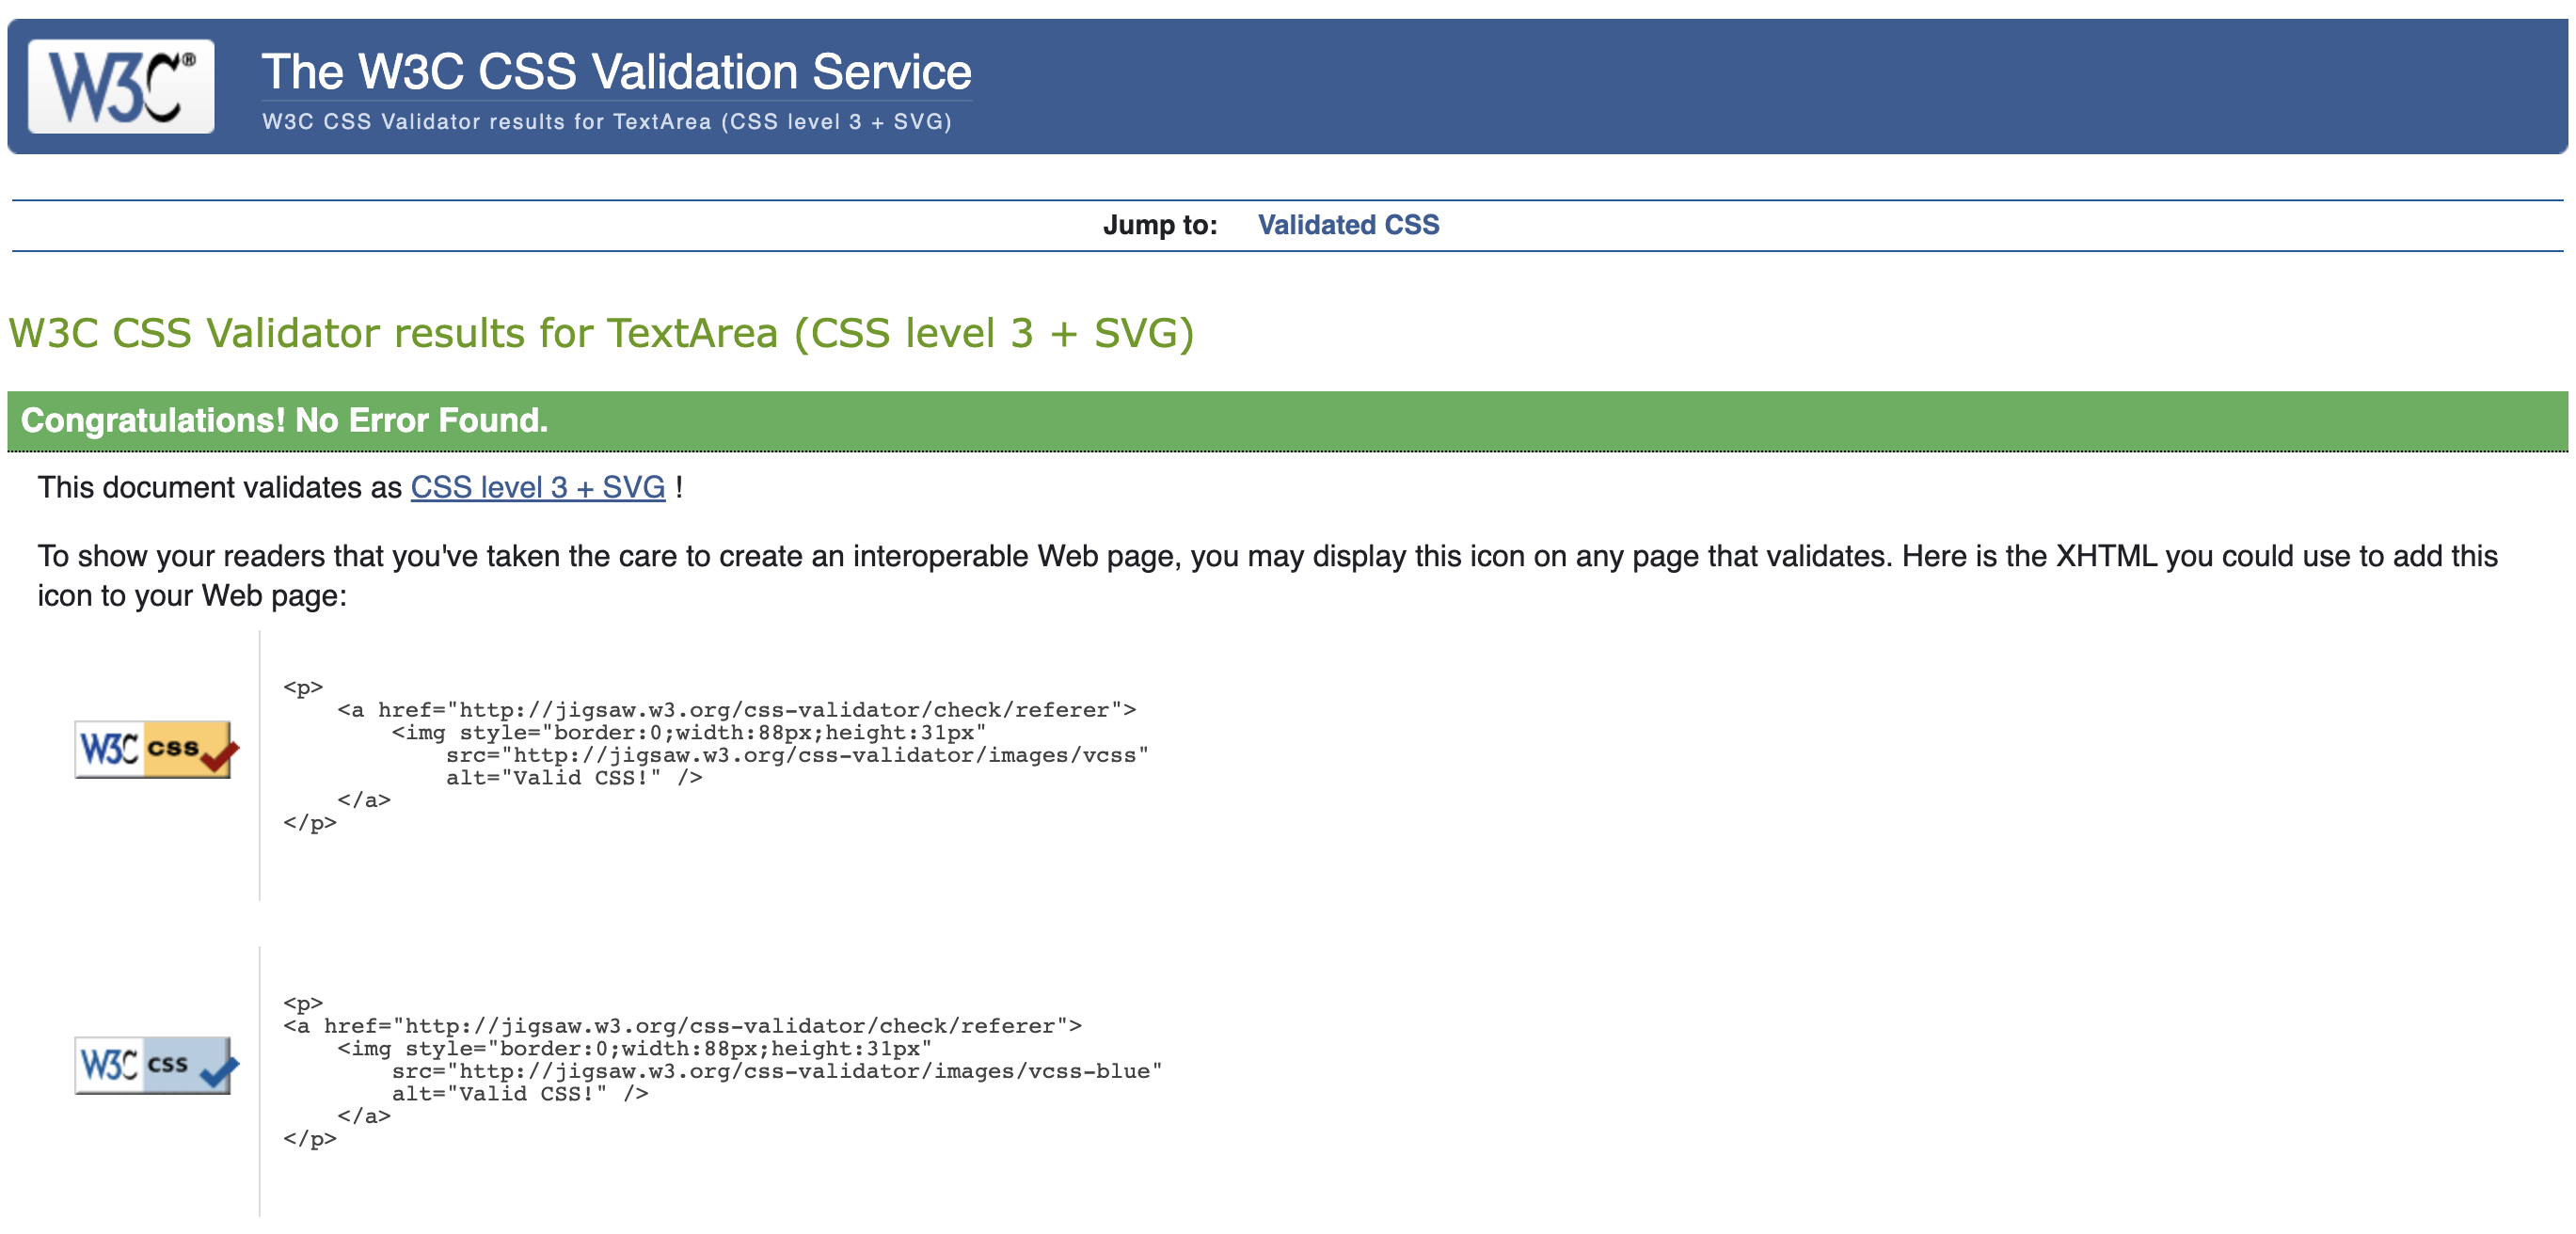 W3C®
The W3C CSS Validation Service
W3C CSS Validator results for TextArea (CSS level 3 + SVG)
Jump to: Validated CSS
W3C CSS Validator results for TextArea (CSS level 3 + SVG)
Congratulations! No Error Found.
This document validates as CSS level 3 + SVG !
To show your readers that you've taken the care to create an interoperable Web page, you may display this icon on any page that validates. Here is the XHTML you could use to add this
icon to your Web page:
W3C css
<p>
    <a href="http://jigsaw.w3.org/css-validator/check/referer">
        <img style="border:0;width:88px;height:31px"
            src="http://jigsaw.w3.org/css-validator/images/vcss"
            alt="Valid CSS!" />
    </a>
</p>
W3C css
<p>
<a href="http://jigsaw.w3.org/css-validator/check/referer">
    <img style="border:0;width:88px;height:31px"
        src="http://jigsaw.w3.org/css-validator/images/vcss-blue"
        alt="Valid CSS!" />
    </a>
</p>